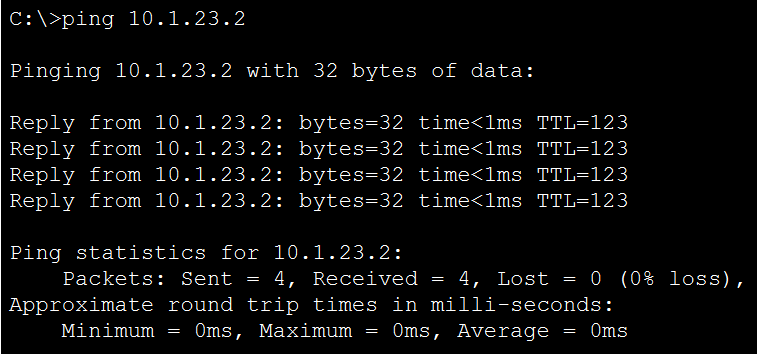 C:\>ping 10.1.23.2
Pinging 10.1.23.2 with 32 bytes of data:
Reply from 10.1.23.2: bytes=32 time<1ms TTL=123
Reply from 10.1.23.2: bytes=32 time<1ms TTL=123
Reply from 10.1.23.2: bytes=32 time<1ms TTL=123
Reply from 10.1.23.2: bytes=32 time<1ms TTL=123
Ping statistics for 10.1.23.2:
    Packets: Sent = 4, Received = 4, Lost = 0 (0% loss),
Approximate round trip times in milli-seconds:
    Minimum = 0ms, Maximum = 0ms, Average = 0ms